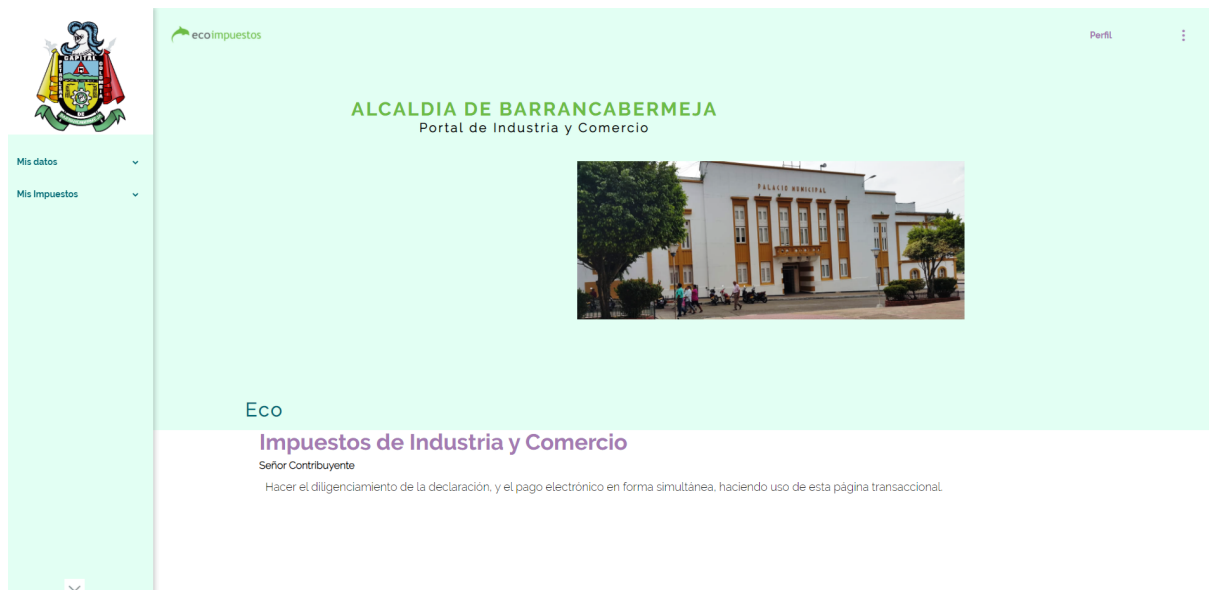 CAPITAL
DE
ecoimpuestos
Perfil
ALCALDIA DE BARRANCABERMEJA
Portal de Industria y Comercio
PALACIO MUNICIPAL
Mis datos
Mis Impuestos
Eco
Impuestos de Industria y Comercio
Señor Contribuyente
Hacer el diligenciamiento de la declaración, y el pago electrónico en forma simultánea, haciendo uso de esta página transaccional.